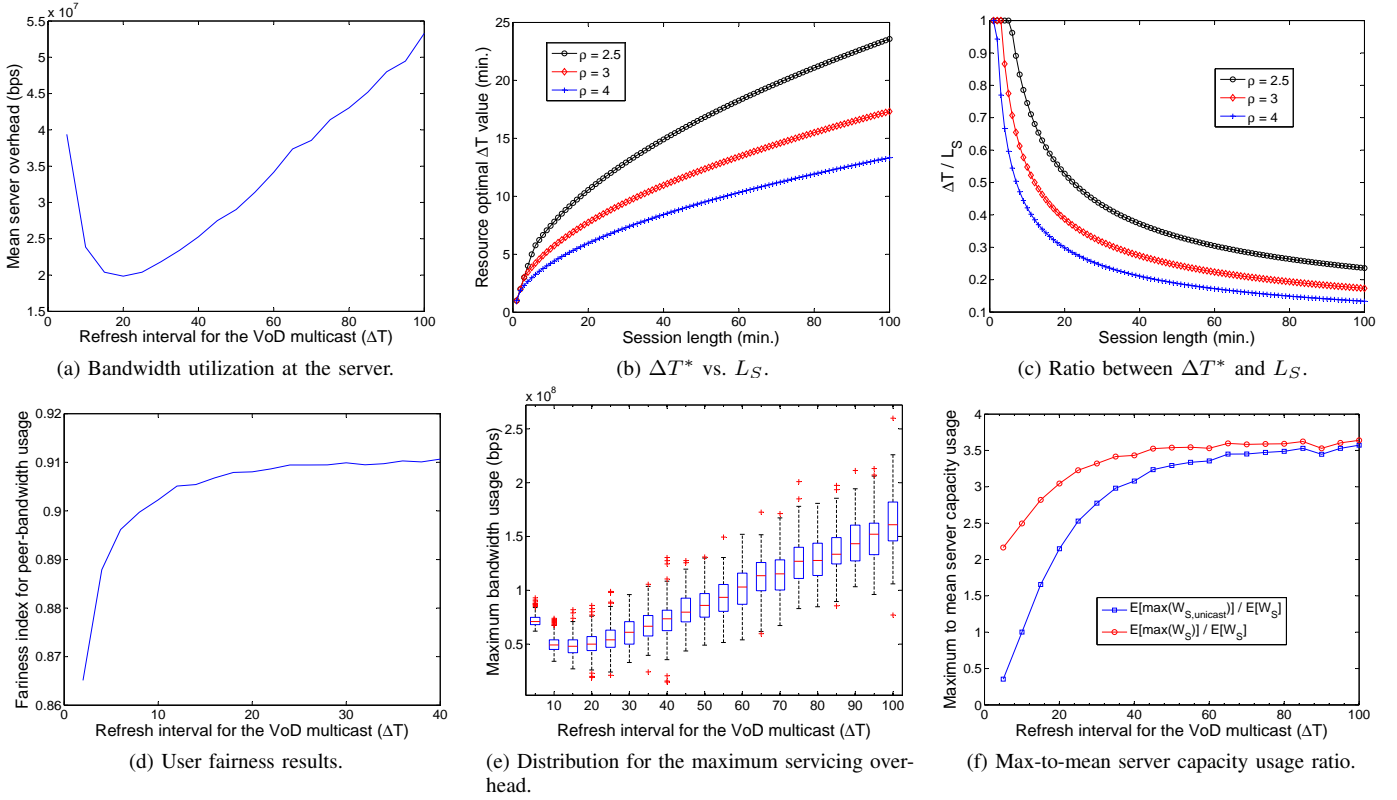 x 10^7
5.5
5
4.5
4
3.5
3
2.5
2
1.5
0 20 40 60 80 100
Mean server overhead (bps)
Refresh interval for the VoD multicast (ΔT)
(a) Bandwidth utilization at the server.
25
20
15
10
5
0
0 20 40 60 80 100
Resource optimal ΔT value (min.)
Session length (min.)
ρ = 2.5
ρ = 3
ρ = 4
(b) ΔT* vs. L_S.
1
0.9
0.8
0.7
0.6
0.5
0.4
0.3
0.2
0.1
0 20 40 60 80 100
ΔT / L_S
Session length (min.)
ρ = 2.5
ρ = 3
ρ = 4
(c) Ratio between ΔT* and L_S.
0.92
0.91
0.9
0.89
0.88
0.87
0.86
0 10 20 30 40
Fariness index for peer-bandwidth usage
Refresh interval for the VoD multicast (ΔT)
(d) User fairness results.
x 10^8
2.5
2
1.5
1
0.5
10 20 30 40 50 60 70 80 90 100
Maximum bandwidth usage (bps)
Refresh interval for the VoD multicast (ΔT)
(e) Distribution for the maximum servicing over-
head.
4
3.5
3
2.5
2
1.5
1
0.5
0
0 20 40 60 80 100
Maximum to mean server capacity usage
Refresh interval for the VoD multicast (ΔT)
E[max(W_S,unicast)] / E[W_S]
E[max(W_S)] / E[W_S]
(f) Max-to-mean server capacity usage ratio.